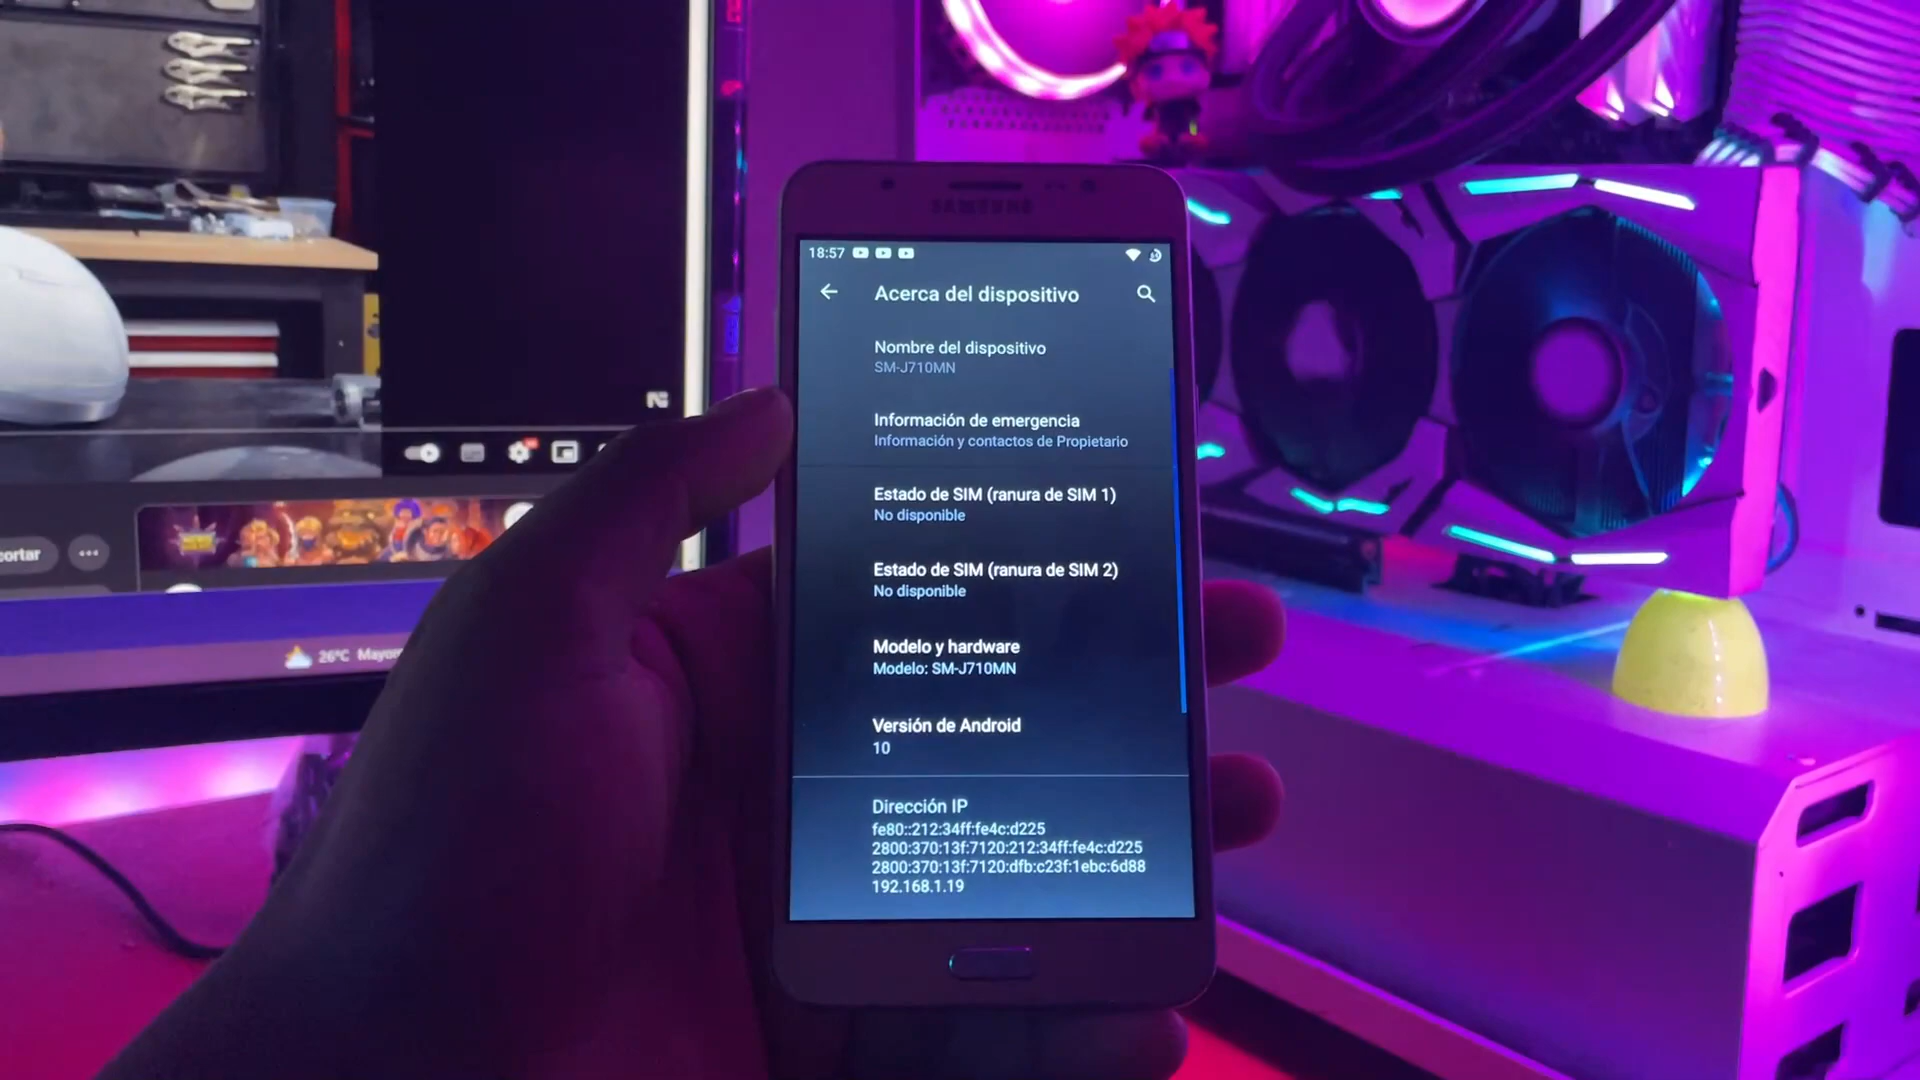 SAMSUNG
18:57
Acerca del dispositivo
Nombre del dispositivo
SM-J710MN
Información de emergencia
Información y contactos de Propietario
Estado de SIM (ranura de SIM 1)
No disponible
Estado de SIM (ranura de SIM 2)
No disponible
Modelo y hardware
Modelo: SM-J710MN
Versión de Android
10
Dirección IP
fe80::212:34ff:fe4c:d225
2800:370:13f:7120:212:34ff:fe4c:d225
2800:370:13f:7120:dfb:c23f:1ebc:6d88
192.168.1.19
cortar
26°C